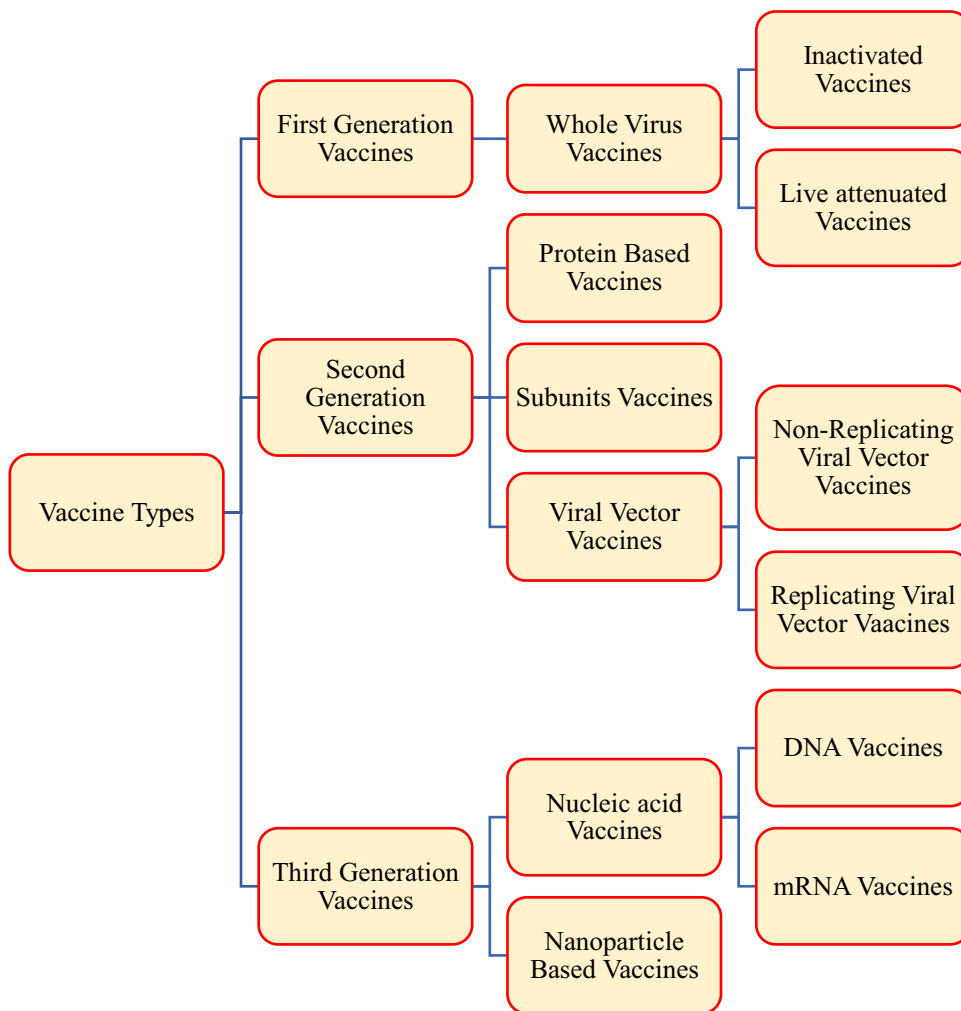 Vaccine Types
First Generation
Vaccines
Whole Virus
Vaccines
Inactivated
Vaccines
Live attenuated
Vaccines
Second
Generation
Vaccines
Protein Based
Vaccines
Subunits Vaccines
Viral Vector
Vaccines
Non-Replicating
Viral Vector
Vaccines
Replicating Viral
Vector Vaacines
Third Generation
Vaccines
Nucleic acid
Vaccines
DNA Vaccines
mRNA Vaccines
Nanoparticle
Based Vaccines